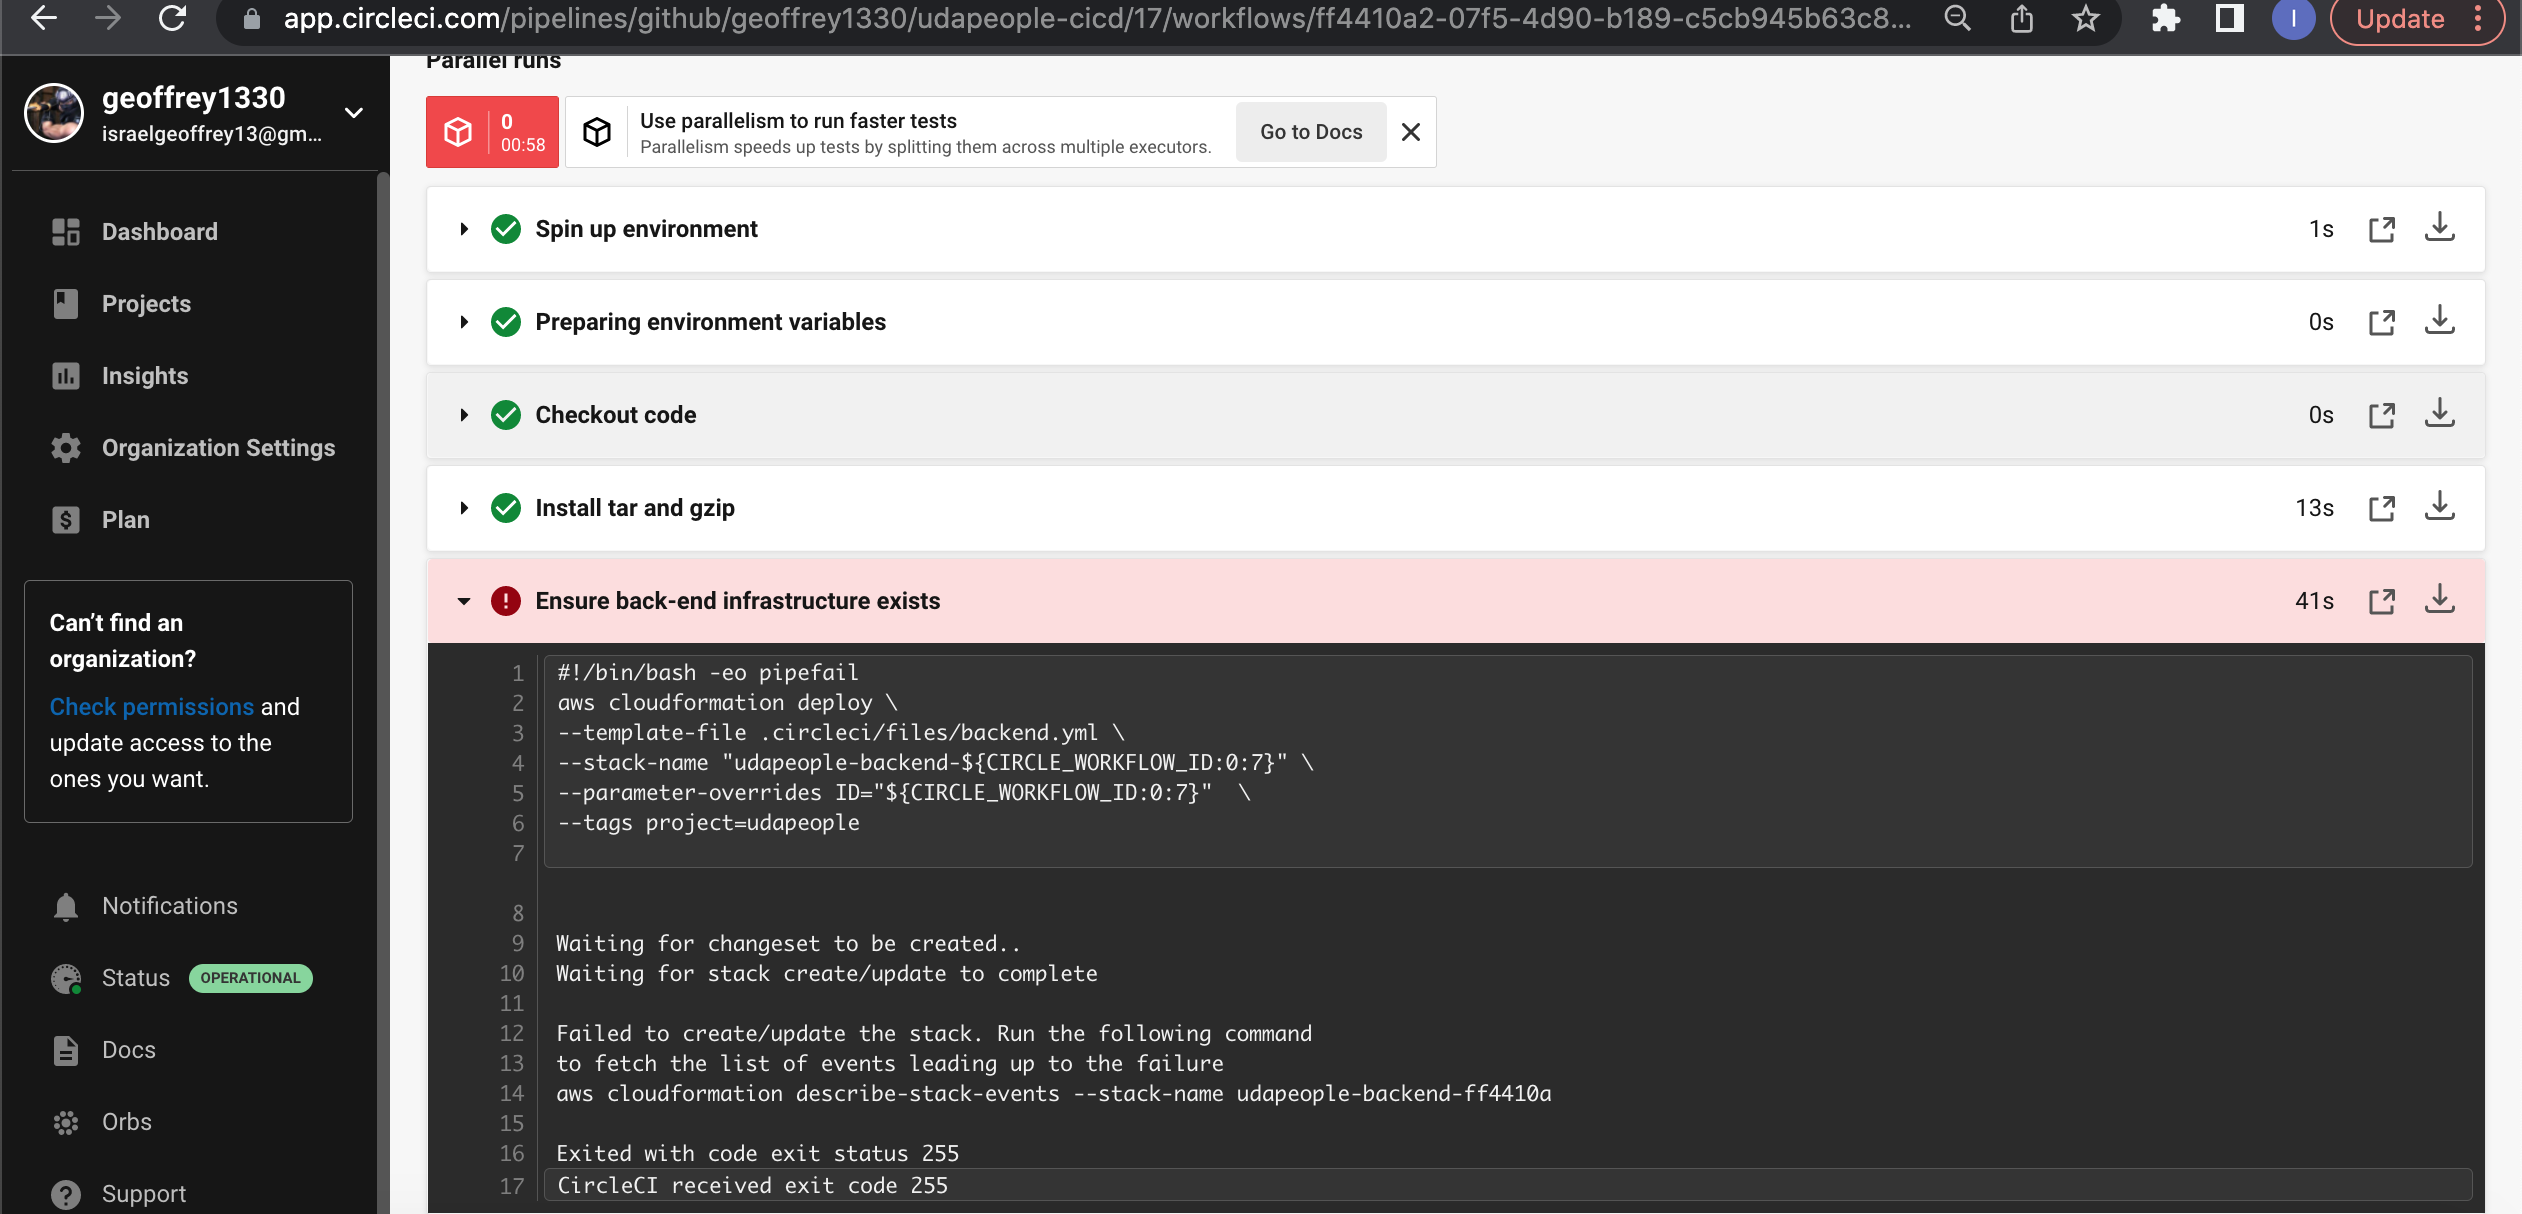 app.circleci.com/pipelines/github/geoffrey1330/udapeople-cicd/17/workflows/ff4410a2-07f5-4d90-b189-c5cb945b63c8...
I
Update
geoffrey1330
israelgeoffrey13@gm...
Dashboard
Projects
Insights
Organization Settings
Plan
Can't find an
organization?
Check permissions and
update access to the
ones you want.
Notifications
Status OPERATIONAL
Docs
Orbs
Support
Parallel runs
0
00:58
Use parallelism to run faster tests
Parallelism speeds up tests by splitting them across multiple executors.
Go to Docs
Spin up environment 1s
Preparing environment variables 0s
Checkout code 0s
Install tar and gzip 13s
Ensure back-end infrastructure exists 41s
1 #!/bin/bash -eo pipefail
2 aws cloudformation deploy \
3 --template-file .circleci/files/backend.yml \
4 --stack-name "udapeople-backend-${CIRCLE_WORKFLOW_ID:0:7}" \
5 --parameter-overrides ID="${CIRCLE_WORKFLOW_ID:0:7}"  \
6 --tags project=udapeople
7
8
9 Waiting for changeset to be created..
10 Waiting for stack create/update to complete
11
12 Failed to create/update the stack. Run the following command
13 to fetch the list of events leading up to the failure
14 aws cloudformation describe-stack-events --stack-name udapeople-backend-ff4410a
15
16 Exited with code exit status 255
17 CircleCI received exit code 255